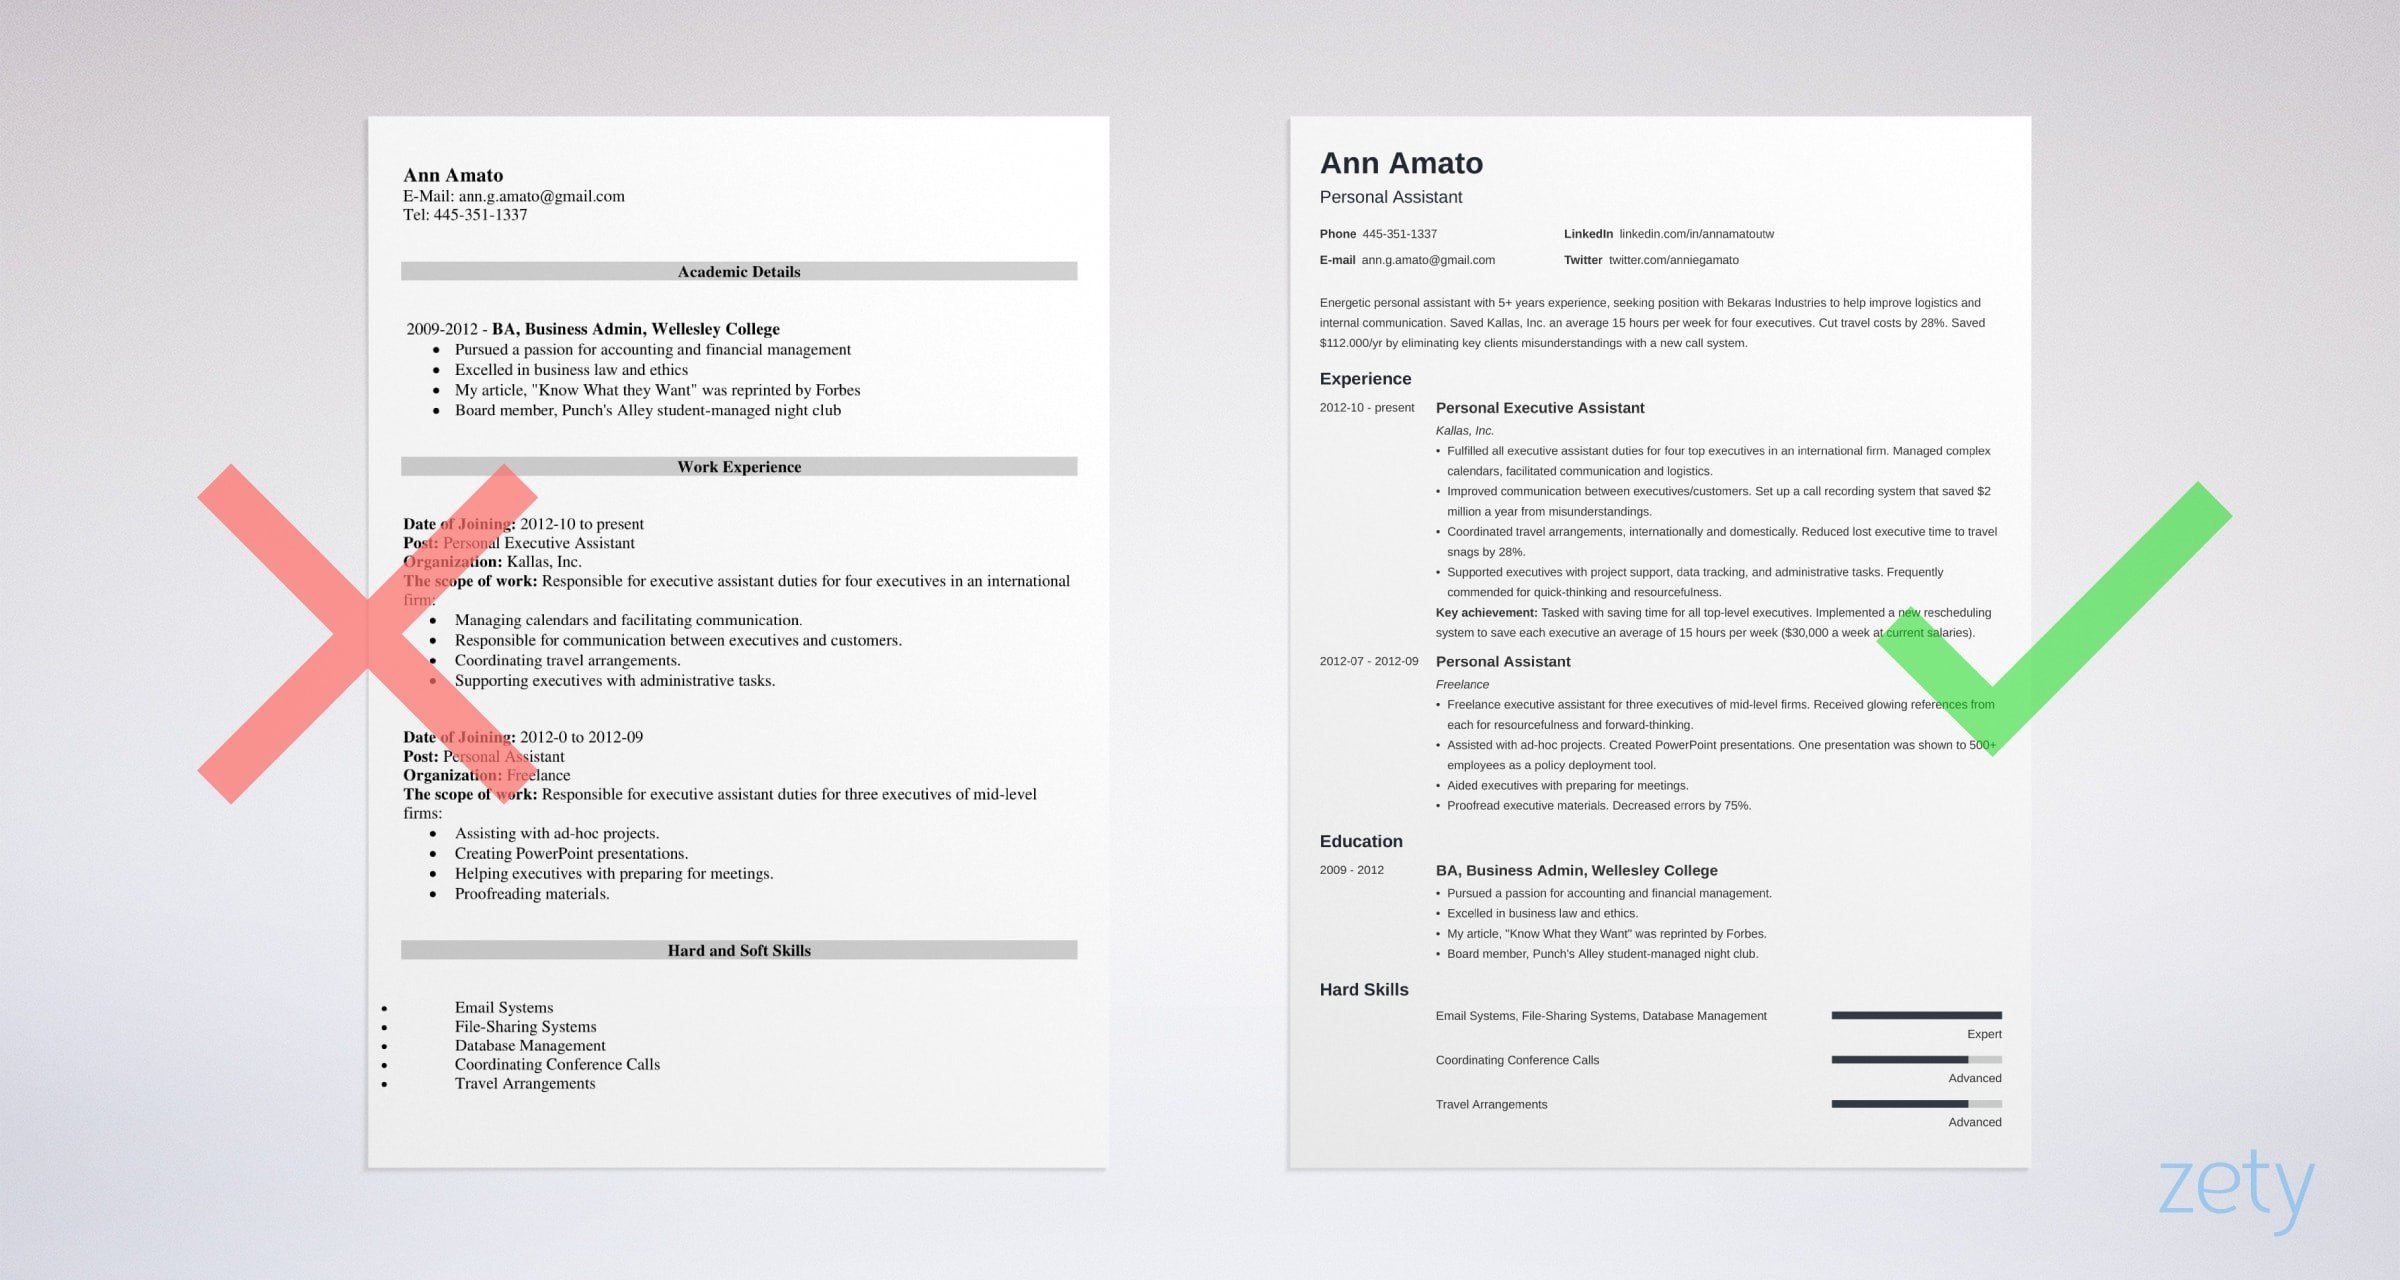 Ann Amato
E-Mail: ann.g.amato@gmail.com
Tel: 445-351-1337
Academic Details
2009-2012 - BA, Business Admin, Wellesley College
• Pursued a passion for accounting and financial management
• Excelled in business law and ethics
• My article, "Know What they Want" was reprinted by Forbes
• Board member, Punch's Alley student-managed night club
Work Experience
Date of Joining: 2012-10 to present
Post: Personal Executive Assistant
Organization: Kallas, Inc.
The scope of work: Responsible for executive assistant duties for four executives in an international
firm:
• Managing calendars and facilitating communication.
• Responsible for communication between executives and customers.
• Coordinating travel arrangements.
• Supporting executives with administrative tasks.
Date of Joining: 2012-0 to 2012-09
Post: Personal Assistant
Organization: Freelance
The scope of work: Responsible for executive assistant duties for three executives of mid-level
firms:
• Assisting with ad-hoc projects.
• Creating PowerPoint presentations.
• Helping executives with preparing for meetings.
• Proofreading materials.
Hard and Soft Skills
• Email Systems
• File-Sharing Systems
• Database Management
• Coordinating Conference Calls
• Travel Arrangements
Ann Amato
Personal Assistant
Phone 445-351-1337 LinkedIn linkedin.com/in/annamatoutw
E-mail ann.g.amato@gmail.com Twitter twitter.com/anniegamato
Energetic personal assistant with 5+ years experience, seeking position with Bekaras Industries to help improve logistics and
internal communication. Saved Kallas, Inc. an average 15 hours per week for four executives. Cut travel costs by 28%. Saved
$112.000/yr by eliminating key clients misunderstandings with a new call system.
Experience
2012-10 - present Personal Executive Assistant
Kallas, Inc.
• Fulfilled all executive assistant duties for four top executives in an international firm. Managed complex
calendars, facilitated communication and logistics.
• Improved communication between executives/customers. Set up a call recording system that saved $2
million a year from misunderstandings.
• Coordinated travel arrangements, internationally and domestically. Reduced lost executive time to travel
snags by 28%.
• Supported executives with project support, data tracking, and administrative tasks. Frequently
commended for quick-thinking and resourcefulness.
Key achievement: Tasked with saving time for all top-level executives. Implemented a new rescheduling
system to save each executive an average of 15 hours per week ($30,000 a week at current salaries).
2012-07 - 2012-09 Personal Assistant
Freelance
• Freelance executive assistant for three executives of mid-level firms. Received glowing references from
each for resourcefulness and forward-thinking.
• Assisted with ad-hoc projects. Created PowerPoint presentations. One presentation was shown to 500+
employees as a policy deployment tool.
• Aided executives with preparing for meetings.
• Proofread executive materials. Decreased errors by 75%.
Education
2009 - 2012 BA, Business Admin, Wellesley College
• Pursued a passion for accounting and financial management.
• Excelled in business law and ethics.
• My article, "Know What they Want" was reprinted by Forbes.
• Board member, Punch's Alley student-managed night club.
Hard Skills
Email Systems, File-Sharing Systems, Database Management
Expert
Coordinating Conference Calls
Advanced
Travel Arrangements
Advanced
zety